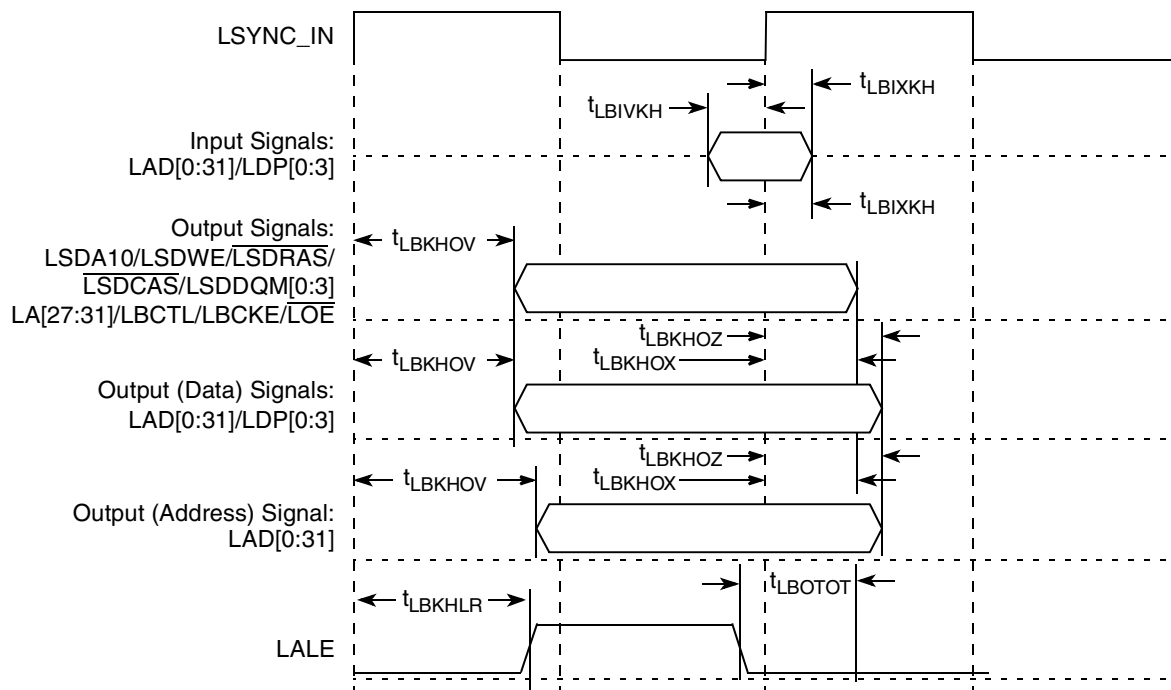 LSYNC_IN
tLBIXKH
tLBIVKH
Input Signals:
LAD[0:31]/LDP[0:3]
tLBIXKH
Output Signals:
tLBKHOV
LSDA10/LSDWE/LSDRAS/
LSDCAS/LSDDQM[0:3]
LA[27:31]/LBCTL/LBCKE/LOE
tLBKHOZ
tLBKHOV
tLBKHOX
Output (Data) Signals:
LAD[0:31]/LDP[0:3]
tLBKHOZ
tLBKHOV
tLBKHOX
Output (Address) Signal:
LAD[0:31]
tLBOTOT
tLBKHLR
LALE